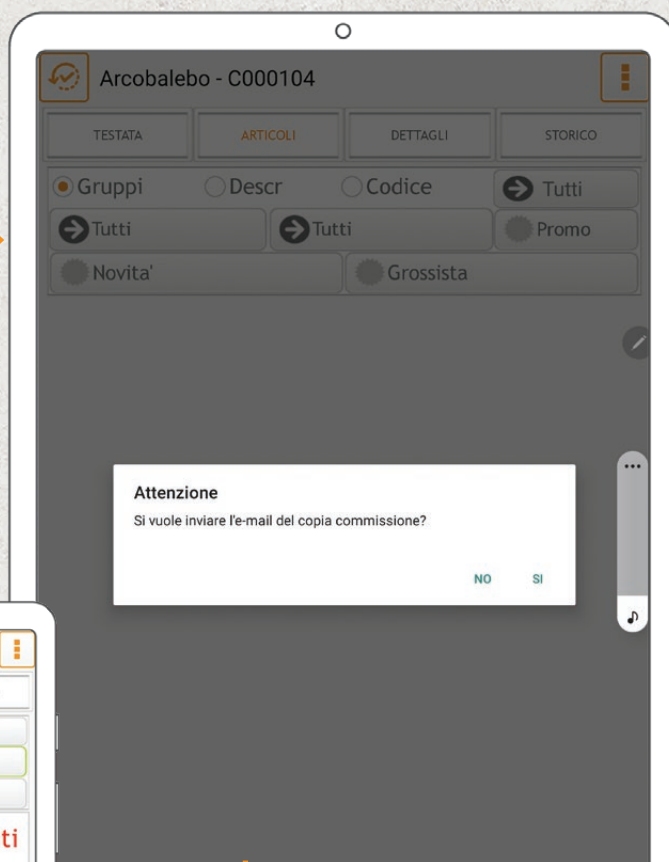 Arcobalebo - C000104
TESTATA ARTICOLI DETTAGLI STORICO
Gruppi Descr Codice Tutti
Tutti Tutti Promo
Novita' Grossista
Attenzione
Si vuole inviare l'e-mail del copia commissione?
NO SI
ti